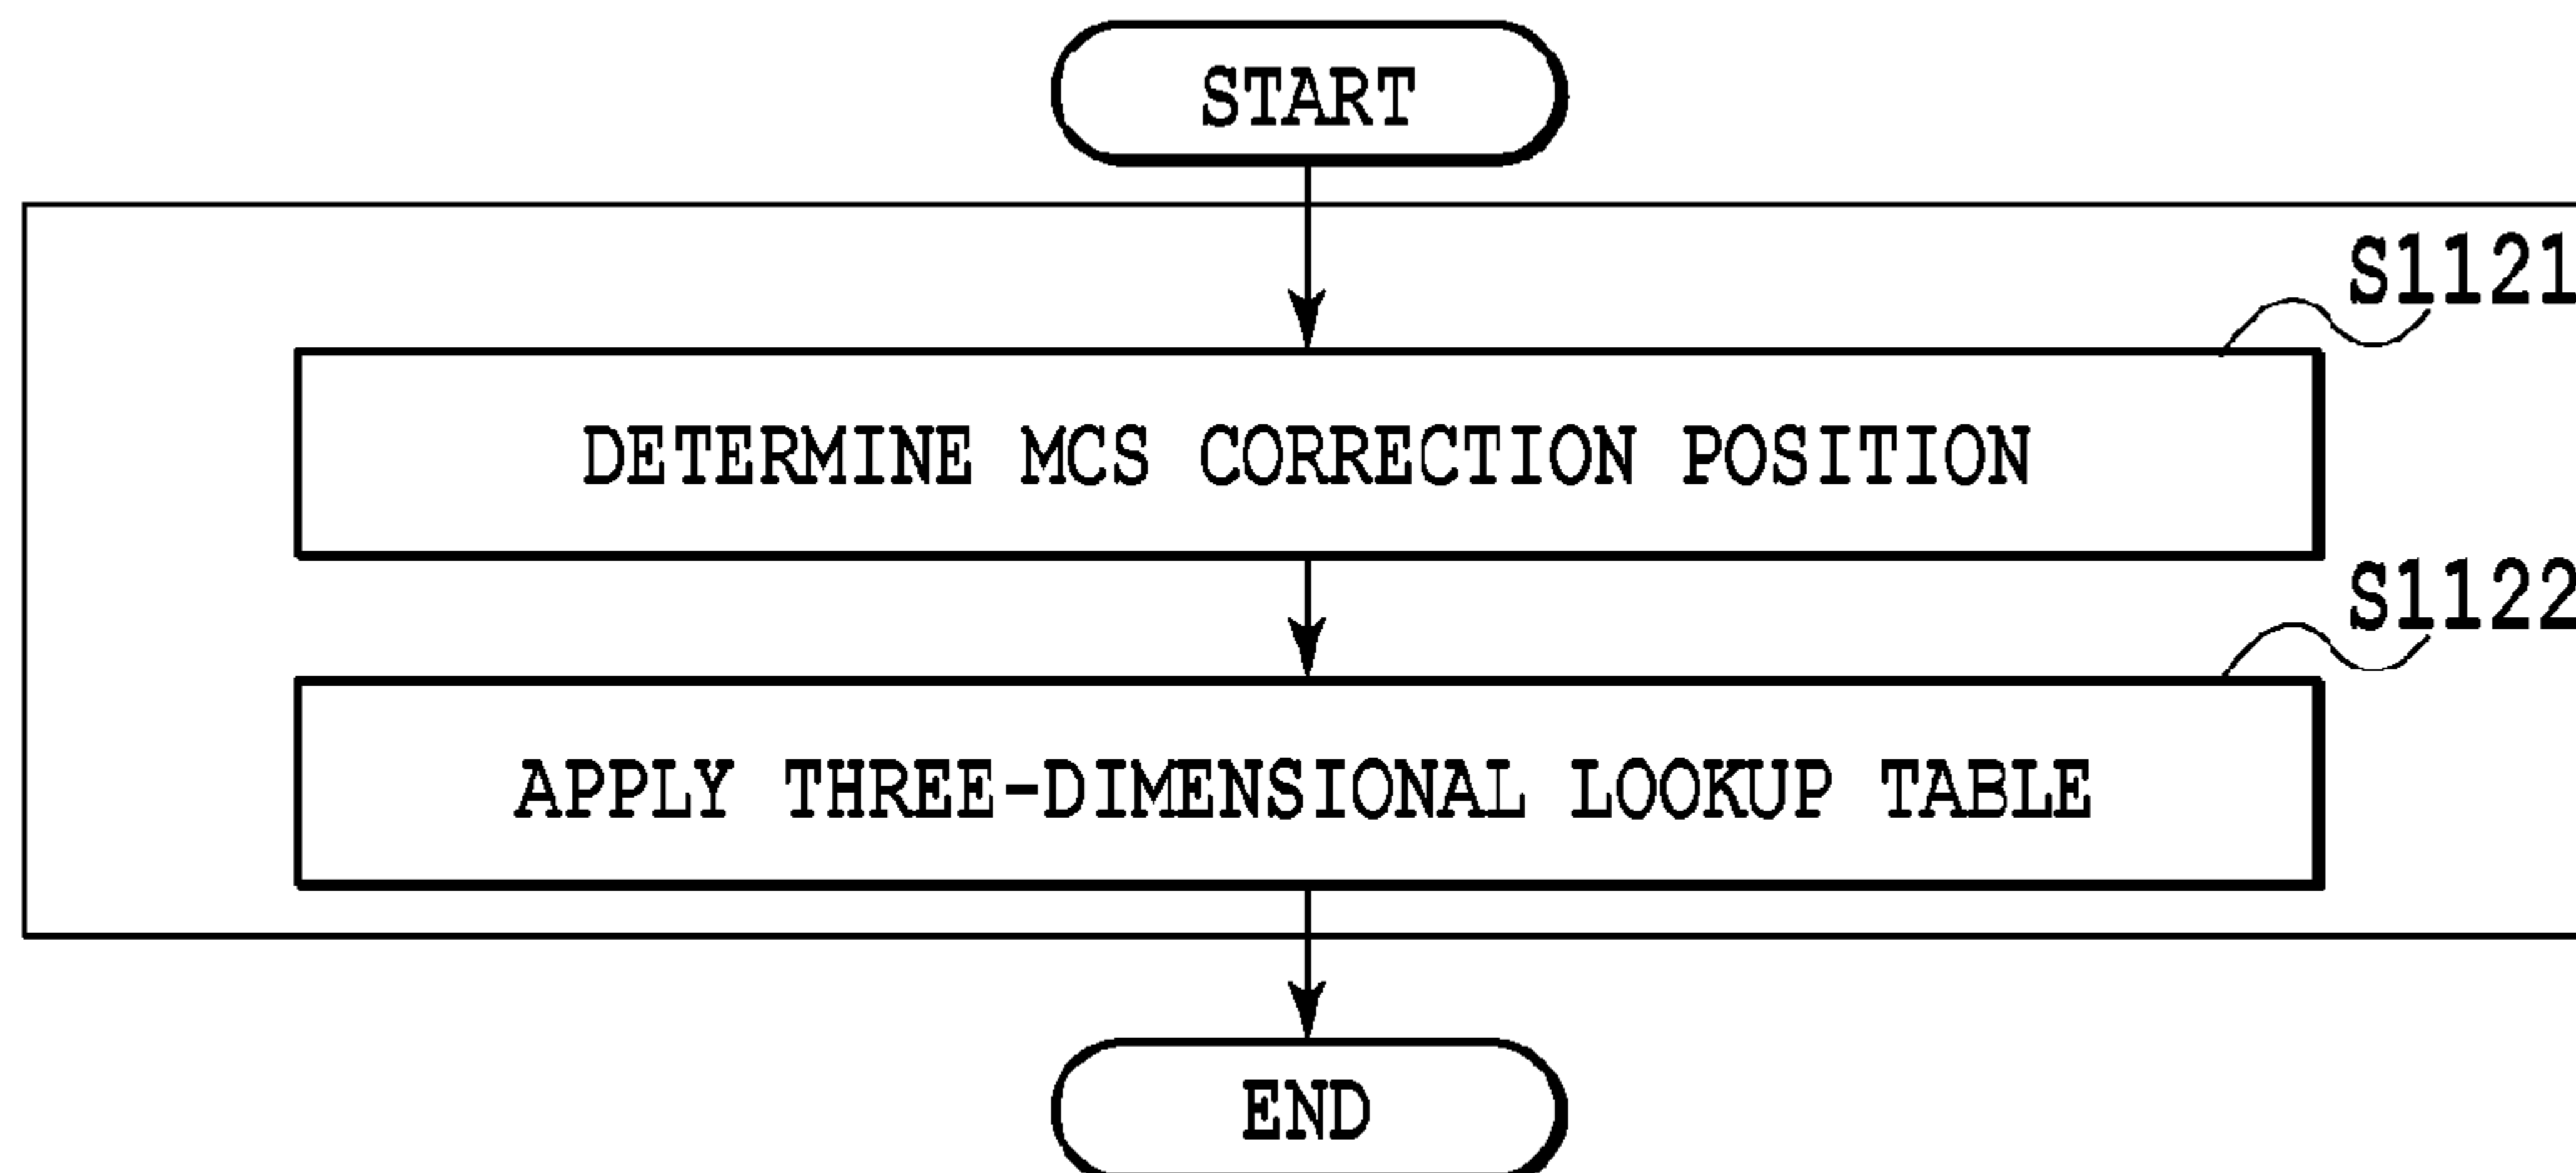 START
S1121
DETERMINE MCS CORRECTION POSITION
S1122
APPLY THREE-DIMENSIONAL LOOKUP TABLE
END